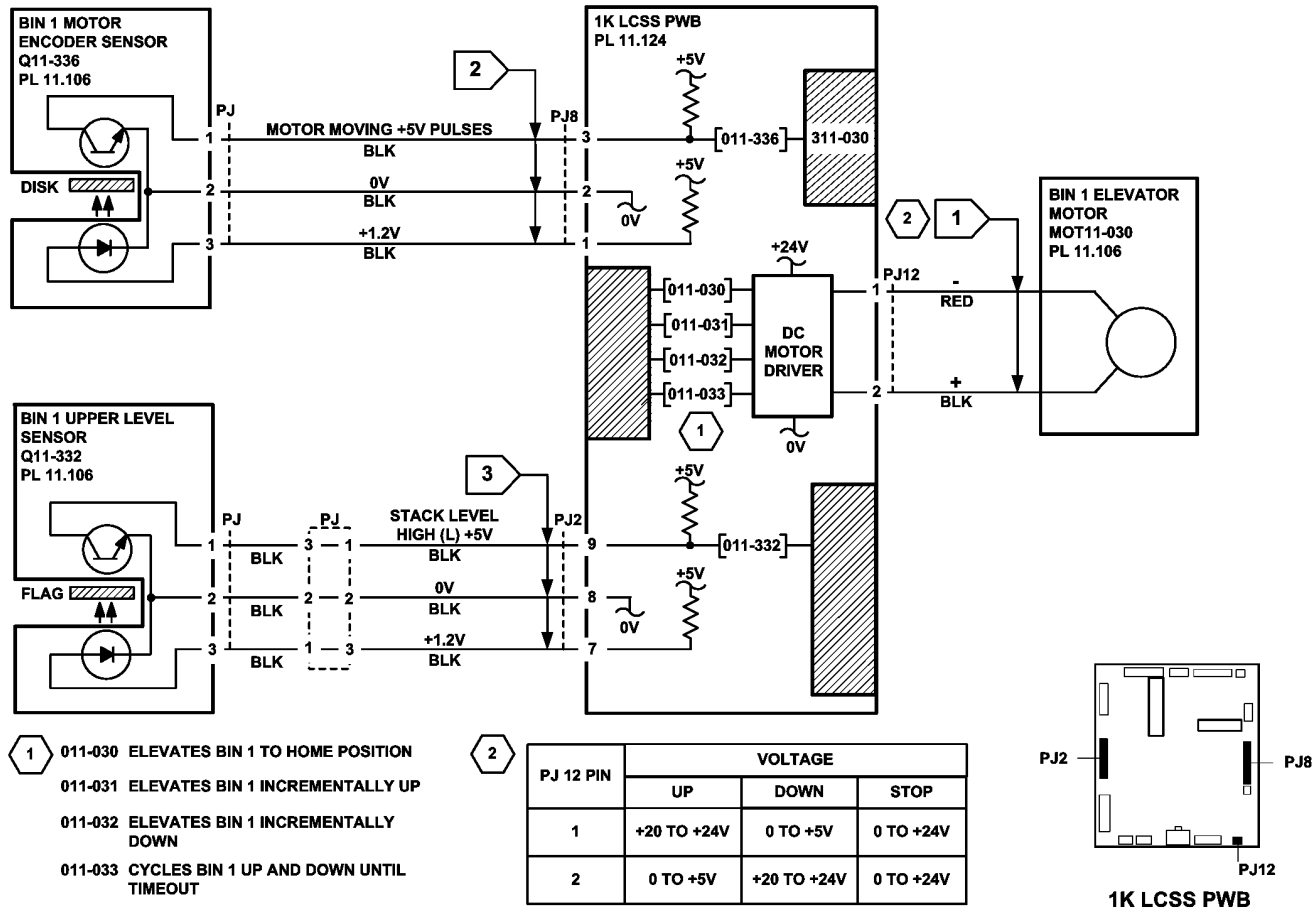 BIN 1 MOTOR
ENCODER SENSOR
Q11-336
PL 11.106
PJ
1
2
3
DISK
MOTOR MOVING +5V PULSES
BLK
0V
BLK
+1.2V
BLK
2
PJ8
3
2
1
1K LCSS PWB
PL 11.124
+5V
011-336
311-030
+5V
0V
011-030
011-031
011-032
011-033
1
+24V
DC
MOTOR
DRIVER
0V
2
1
PJ12
1
-
RED
2
+
BLK
BIN 1 ELEVATOR
MOTOR
MOT11-030
PL 11.106
BIN 1 UPPER LEVEL
SENSOR
Q11-332
PL 11.106
FLAG
PJ
1
2
3
BLK
BLK
BLK
PJ
3 1
2 2
1 3
STACK LEVEL
HIGH (L) +5V
BLK
0V
BLK
+1.2V
BLK
3
PJ2
9
8
7
+5V
011-332
+5V
0V
1
011-030 ELEVATES BIN 1 TO HOME POSITION
011-031 ELEVATES BIN 1 INCREMENTALLY UP
011-032 ELEVATES BIN 1 INCREMENTALLY
DOWN
011-033 CYCLES BIN 1 UP AND DOWN UNTIL
TIMEOUT
2
PJ 12 PIN
VOLTAGE
UP DOWN STOP
1 +20 TO +24V 0 TO +5V 0 TO +24V
2 0 TO +5V +20 TO +24V 0 TO +24V
PJ2
PJ8
PJ12
1K LCSS PWB